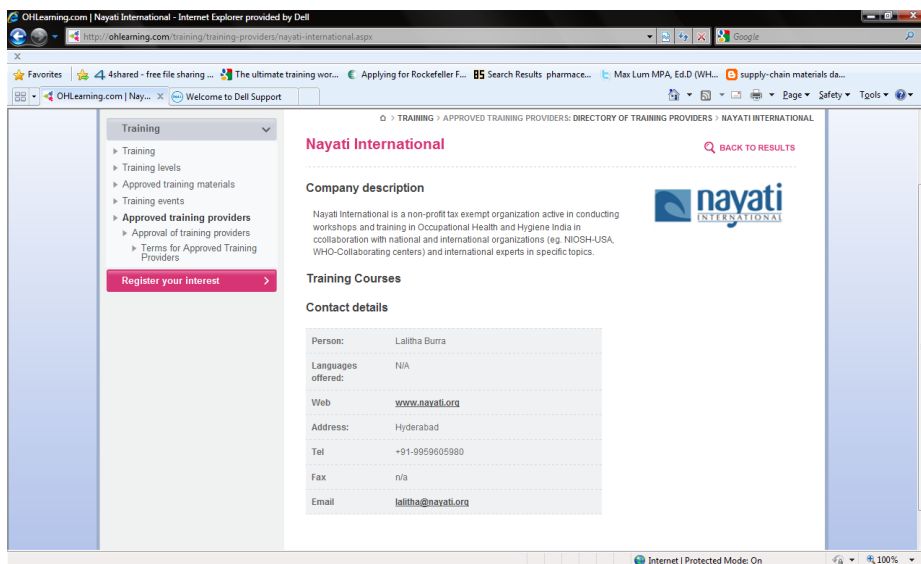 OHLearning.com | Nayati International - Internet Explorer provided by Dell
http://ohlearning.com/training/training-providers/nayati-international.aspx
Google
x
Favorites 4shared - free file sharing ... The ultimate training wor... Applying for Rockefeller F... Search Results pharmace... Max Lum MPA, Ed.D (WH... supply-chain materials da...
OHLearning.com | Nay... X Welcome to Dell Support Page Safety Tools
> TRAINING > APPROVED TRAINING PROVIDERS: DIRECTORY OF TRAINING PROVIDERS > NAYATI INTERNATIONAL
Training
Training
Training levels
Approved training materials
Training events
Approved training providers
Approval of training providers
Terms for Approved Training
Providers
Register your interest >
Nayati International
BACK TO RESULTS
Company description
nayati
INTERNATIONAL
Nayati International is a non-profit tax exempt organization active in conducting
workshops and training in Occupational Health and Hygiene India in
ccollaboration with national and international organizations (eg. NIOSH-USA,
WHO-Collaborating centers) and international experts in specific topics.
Training Courses
Contact details
Person: Lalitha Burra
Languages N/A
offered:
Web www.nayati.org
Address: Hyderabad
Tel +91-9959605980
Fax n/a
Email lalitha@nayati.org
Internet | Protected Mode: On 100%